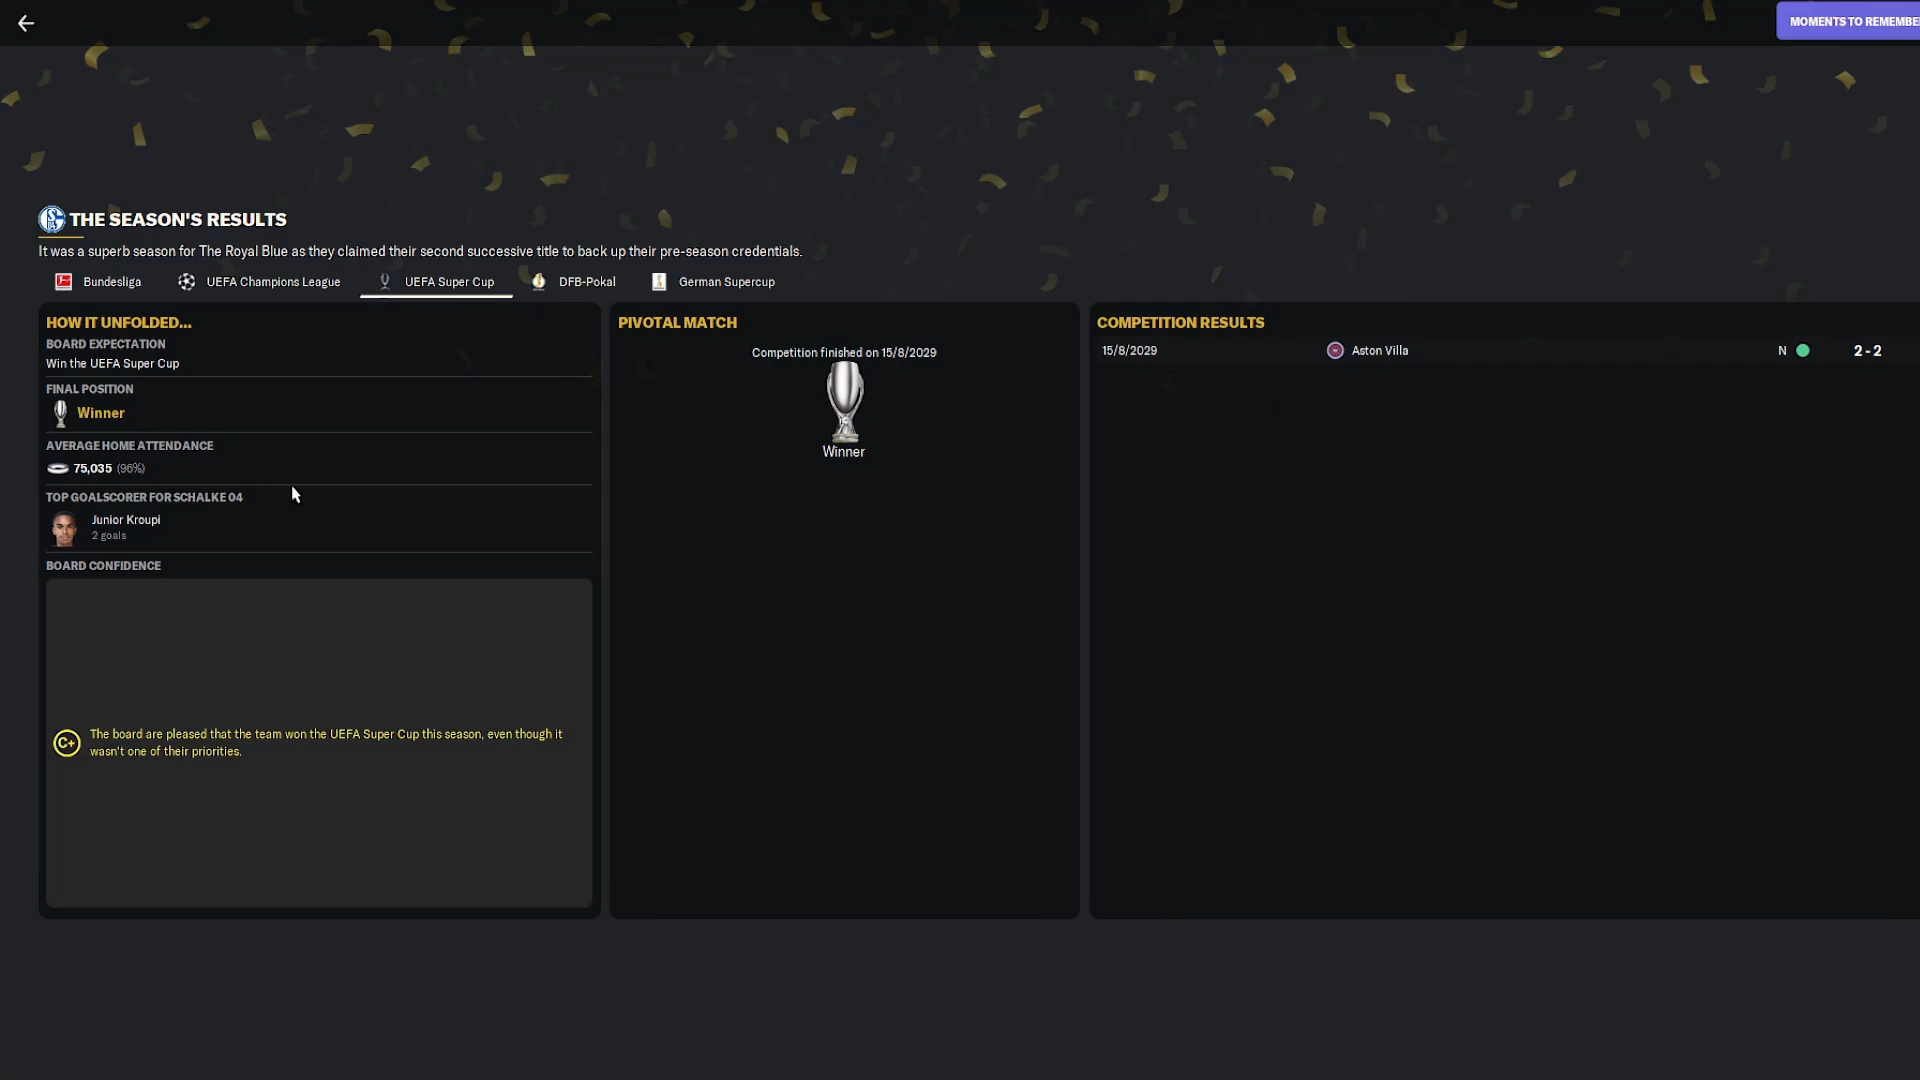 MOMENTS TO REMEMBE
THE SEASON'S RESULTS
It was a superb season for The Royal Blue as they claimed their second successive title to back up their pre-season credentials.
Bundesliga UEFA Champions League UEFA Super Cup DFB-Pokal German Supercup
HOW IT UNFOLDED...
BOARD EXPECTATION
Win the UEFA Super Cup
FINAL POSITION
Winner
AVERAGE HOME ATTENDANCE
75,035 (96%)
TOP GOALSCORER FOR SCHALKE 04
Junior Kroupi
2 goals
BOARD CONFIDENCE
C+
The board are pleased that the team won the UEFA Super Cup this season, even though it
wasn't one of their priorities.
PIVOTAL MATCH
Competition finished on 15/8/2029
Winner
COMPETITION RESULTS
15/8/2029 Aston Villa N 2 - 2